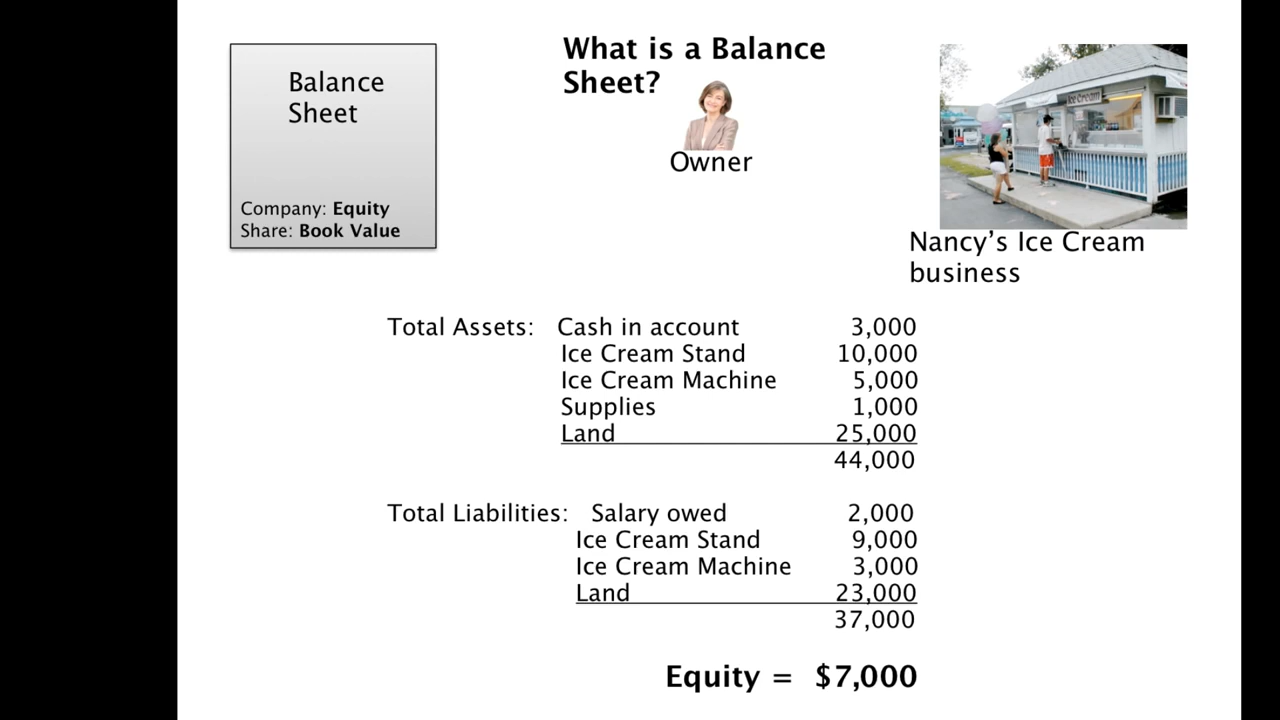 Balance
Sheet
Company: Equity
Share: Book Value
What is a Balance
Sheet?
Owner
Ice Cream
Nancy’s Ice Cream
business
Total Assets: Cash in account 3,000
Ice Cream Stand 10,000
Ice Cream Machine 5,000
Supplies 1,000
Land 25,000
44,000
Total Liabilities: Salary owed 2,000
Ice Cream Stand 9,000
Ice Cream Machine 3,000
Land 23,000
37,000
Equity = $7,000